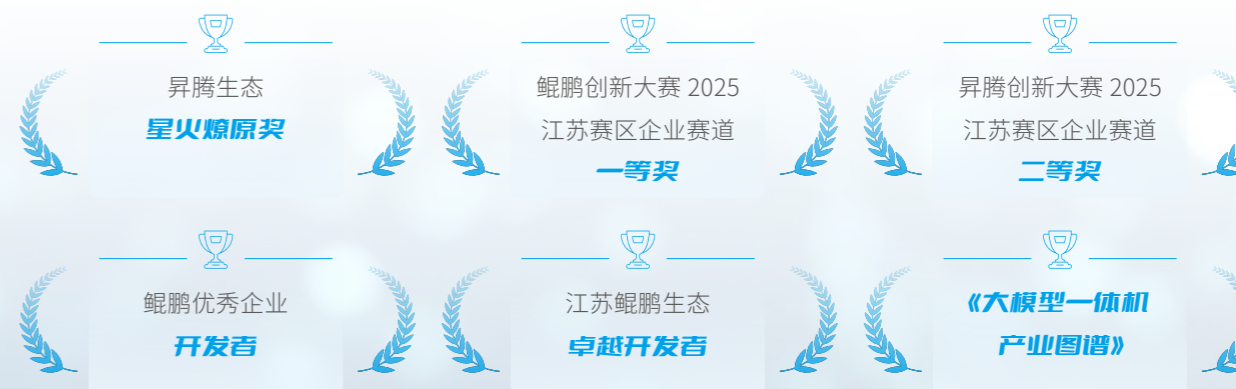 昇腾生态
星火燎原奖
鲲鹏创新大赛 2025
江苏赛区企业赛道
一等奖
昇腾创新大赛 2025
江苏赛区企业赛道
二等奖
鲲鹏优秀企业
开发者
江苏鲲鹏生态
卓越开发者
《大模型一体机
产业图谱》